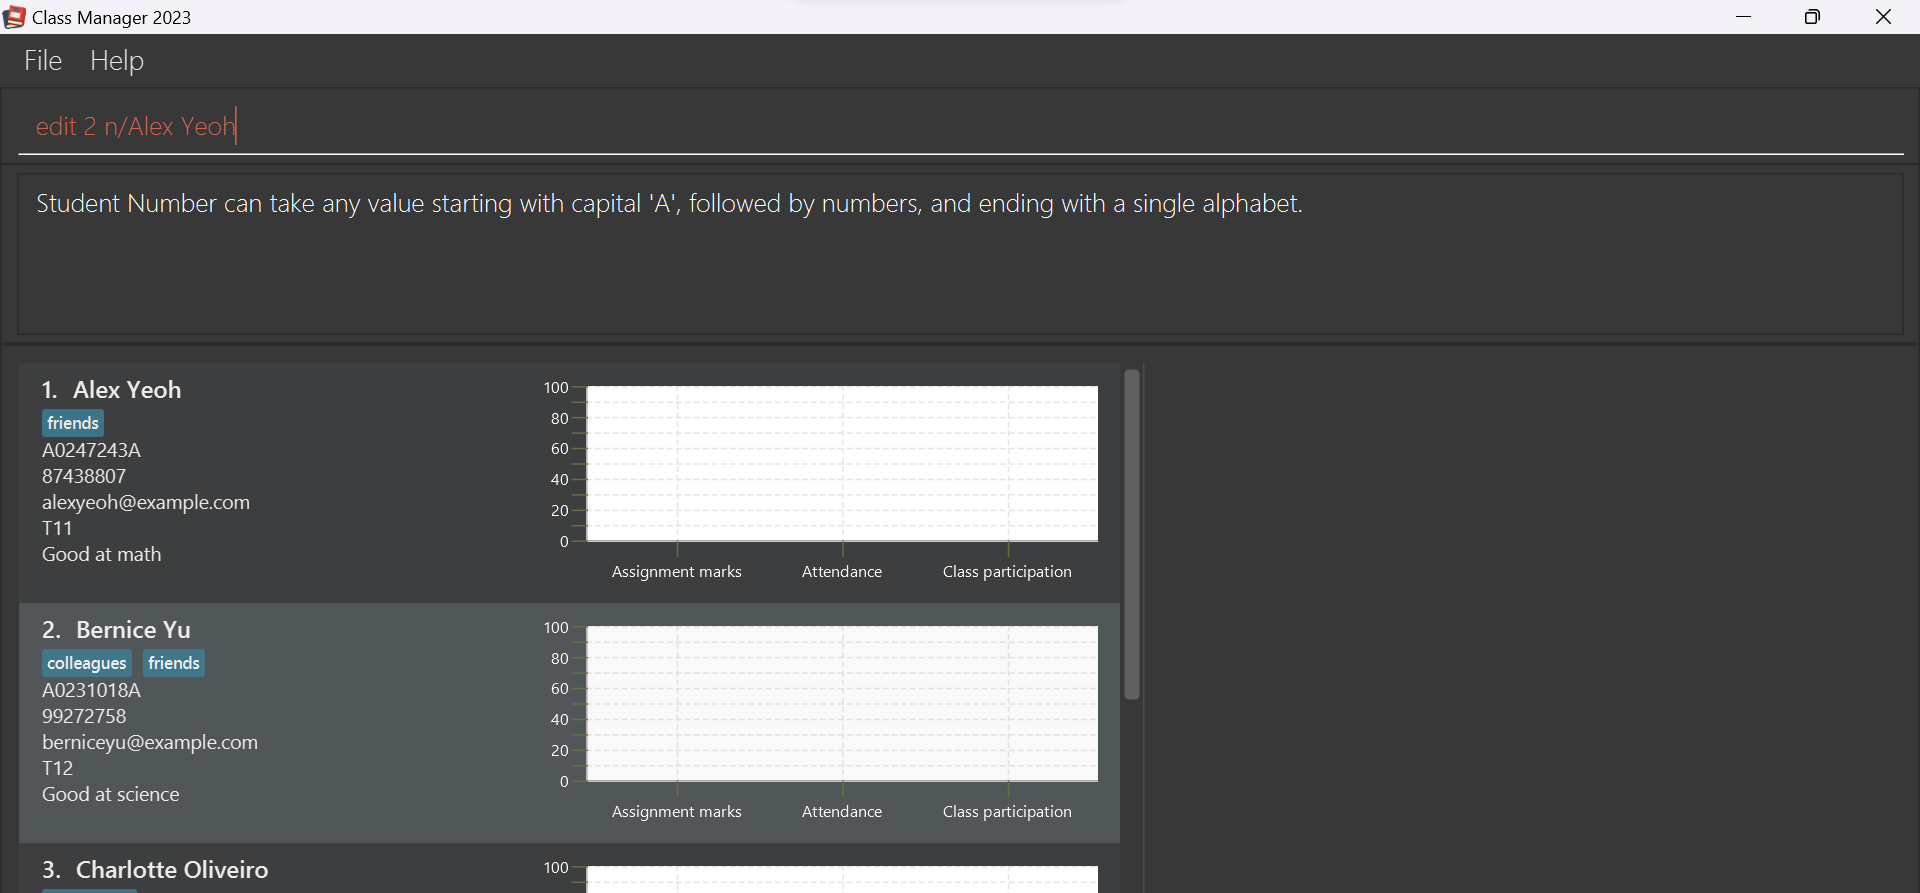 Class Manager 2023
File Help
edit 2 n/Alex Yeoh
Student Number can take any value starting with capital 'A', followed by numbers, and ending with a single alphabet.
1. Alex Yeoh
friends
A0247243A
87438807
alexyeoh@example.com
T11
Good at math
100
80
60
40
20
0
Assignment marks Attendance Class participation
2. Bernice Yu
colleagues friends
A0231018A
99272758
berniceyu@example.com
T12
Good at science
100
80
60
40
20
0
Assignment marks Attendance Class participation
3. Charlotte Oliveiro
100